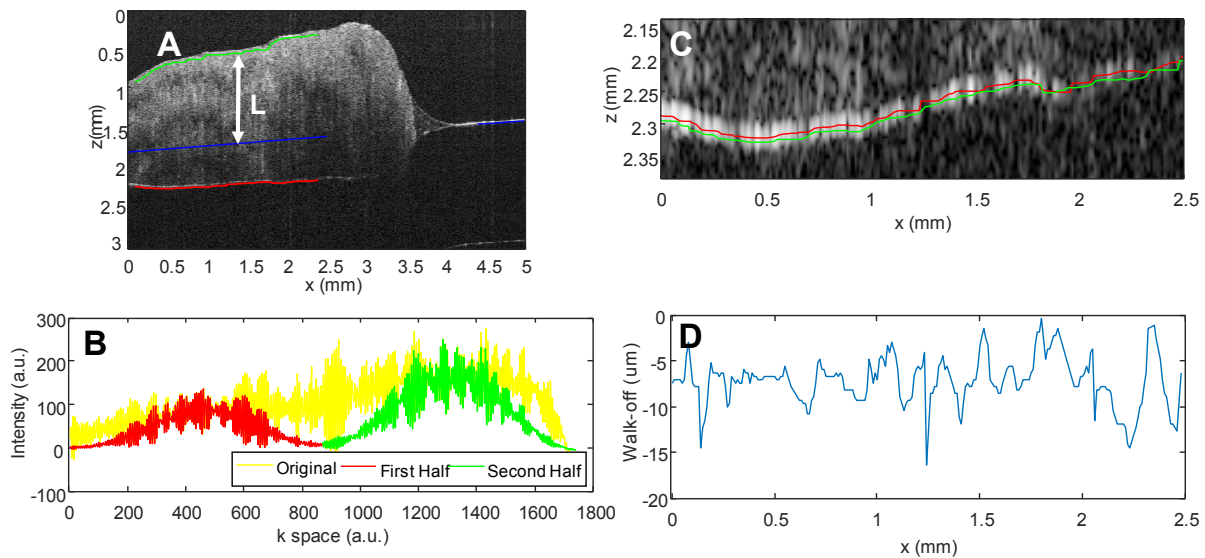 A
0
0.5
1
1.5
2
2.5
3
z(mm)
L
0 0.5 1 1.5 2 2.5 3 3.5 4 4.5 5
x (mm)
C
2.15
2.2
2.25
2.3
2.35
z (mm)
0 0.5 1 1.5 2 2.5
x (mm)
B
300
200
100
0
-100
Intensity (a.u.)
Original First Half Second Half
0 200 400 600 800 1000 1200 1400 1600 1800
k space (a.u.)
D
0
-5
-10
-15
-20
Walk-off (um)
0 0.5 1 1.5 2 2.5
x (mm)